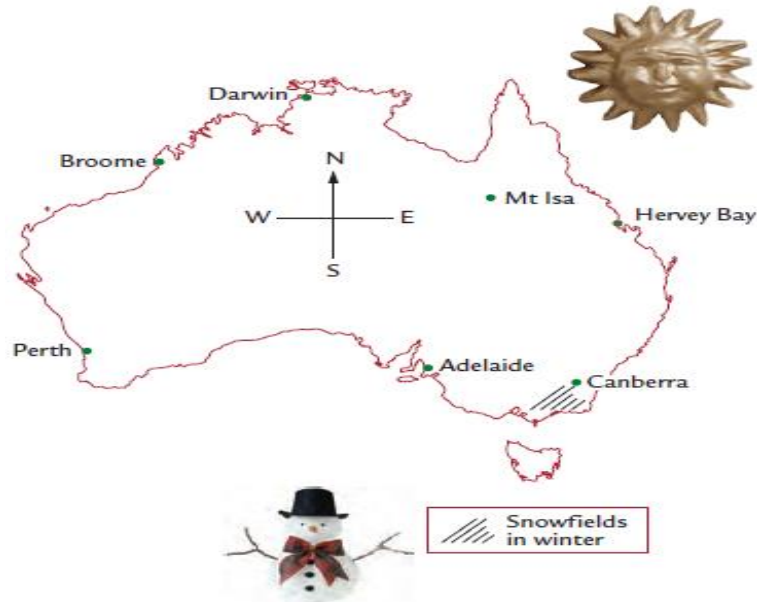 Darwin
Broome
N
Mt Isa
W
E
Hervey Bay
S
Perth
Adelaide
Canberra
Snowfields
in winter